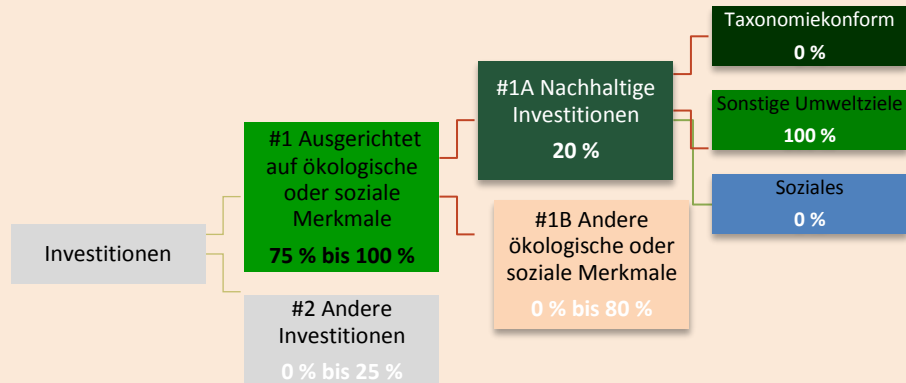 Investitionen
#1 Ausgerichtet
auf ökologische
oder soziale
Merkmale
75 % bis 100 %
#2 Andere
Investitionen
0 % bis 25 %
#1A Nachhaltige
Investitionen
20 %
#1B Andere
ökologische oder
soziale Merkmale
0 % bis 80 %
Taxonomiekonform
0 %
Sonstige Umweltziele
100 %
Soziales
0 %